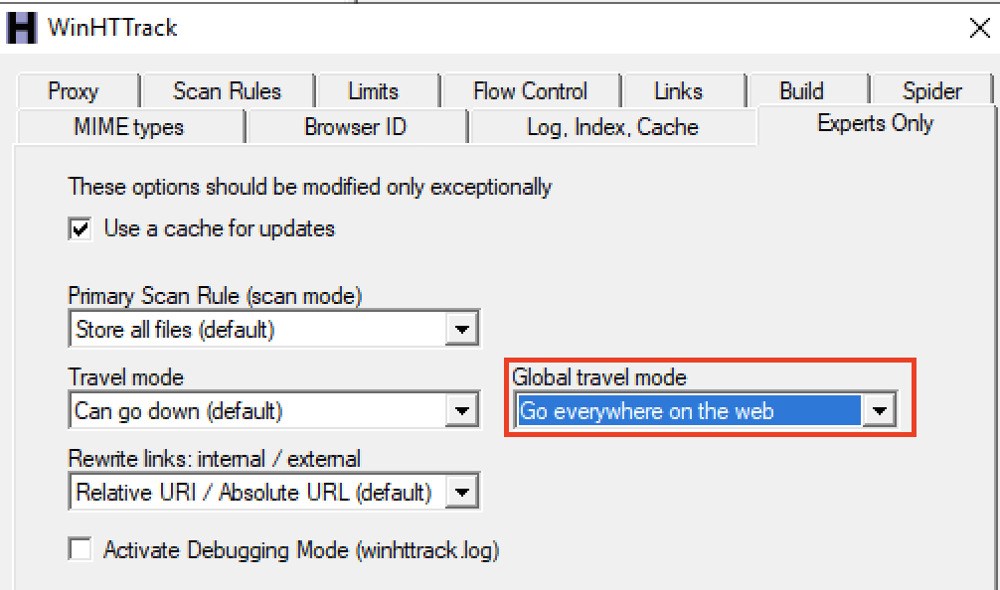 WinHTTrack
Proxy Scan Rules Limits Flow Control Links Build Spider
MIME types Browser ID Log, Index, Cache Experts Only
These options should be modified only exceptionally
Use a cache for updates
Primary Scan Rule (scan mode)
Store all files (default)
Travel mode Global travel mode
Can go down (default) Go everywhere on the web
Rewrite links: internal / external
Relative URI / Absolute URL (default)
Activate Debugging Mode (winhttrack.log)